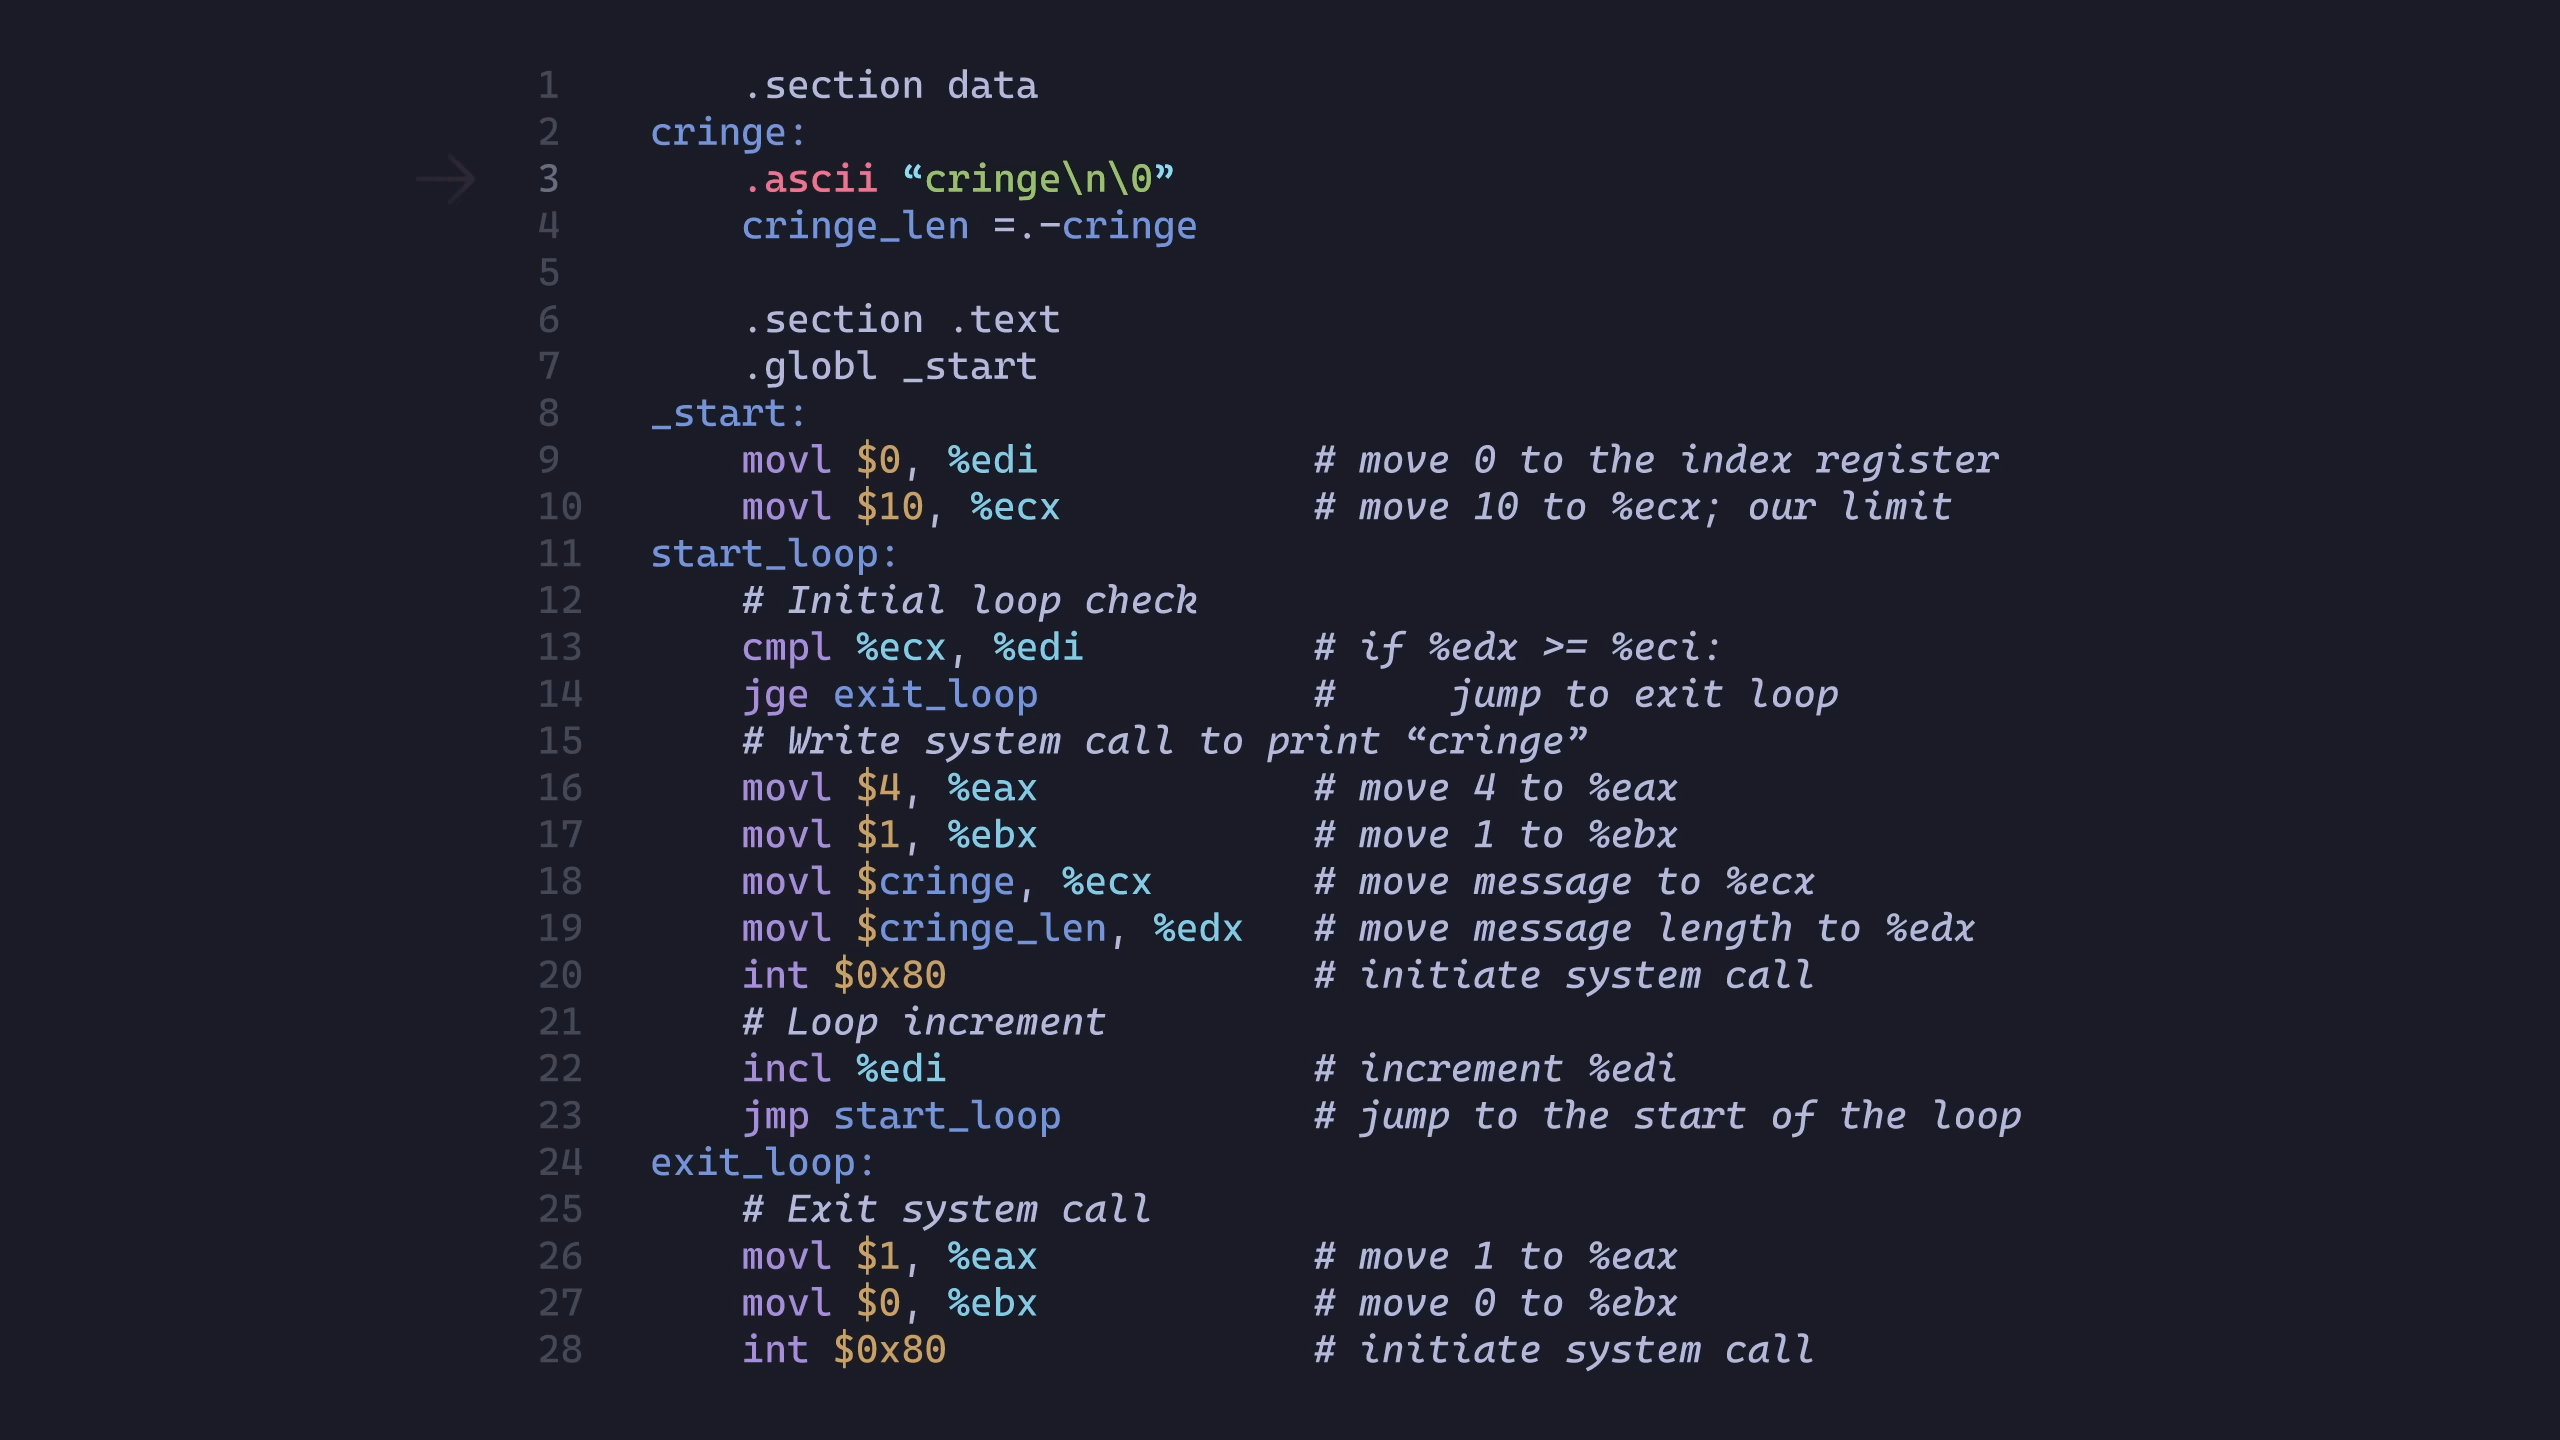 1 .section data
2 cringe:
3 .ascii “cringe\n\0”
4 cringe_len =.-cringe
5
6 .section .text
7 .globl _start
8 _start:
9 movl $0, %edi # move 0 to the index register
10 movl $10, %ecx # move 10 to %ecx; our limit
11 start_loop:
12 # Initial loop check
13 cmpl %ecx, %edi # if %edx >= %eci:
14 jge exit_loop # jump to exit loop
15 # Write system call to print “cringe”
16 movl $4, %eax # move 4 to %eax
17 movl $1, %ebx # move 1 to %ebx
18 movl $cringe, %ecx # move message to %ecx
19 movl $cringe_len, %edx # move message length to %edx
20 int $0x80 # initiate system call
21 # Loop increment
22 incl %edi # increment %edi
23 jmp start_loop # jump to the start of the loop
24 exit_loop:
25 # Exit system call
26 movl $1, %eax # move 1 to %eax
27 movl $0, %ebx # move 0 to %ebx
28 int $0x80 # initiate system call